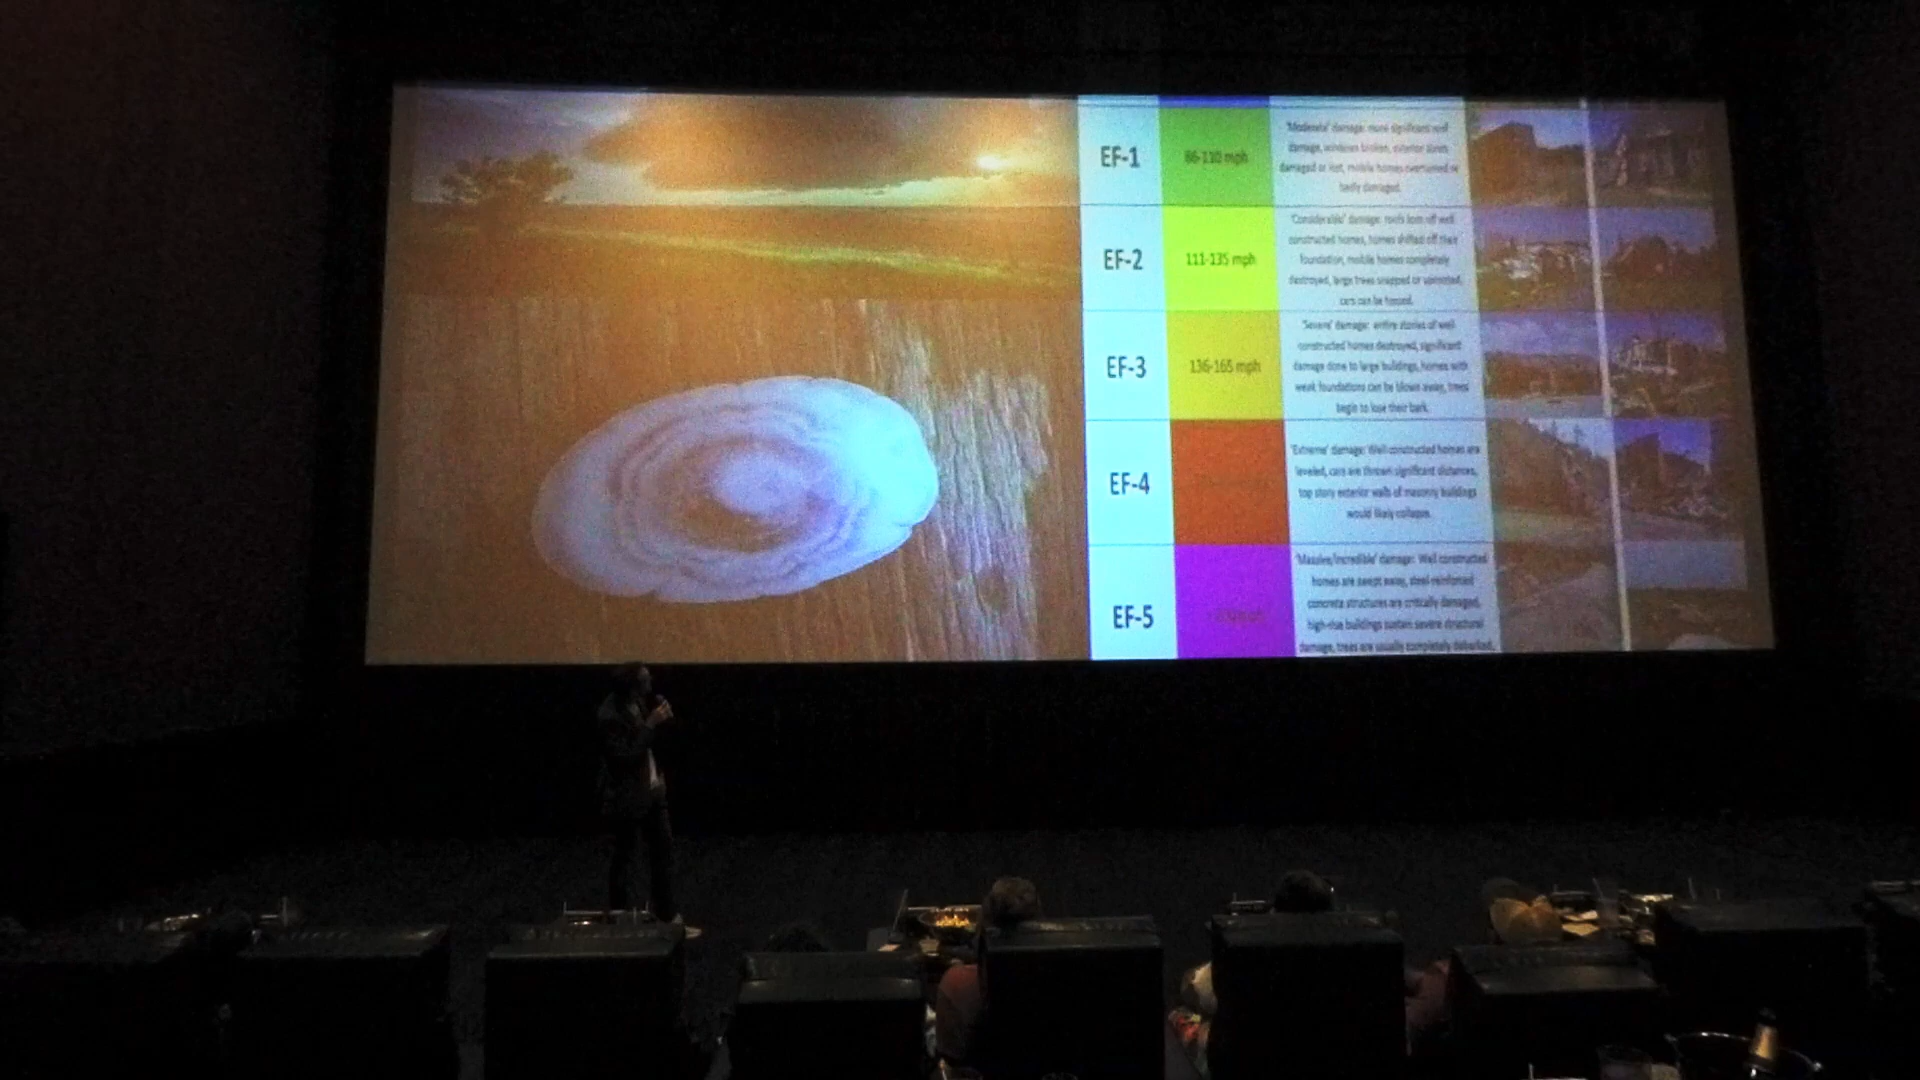 EF-1
86-110 mph
'Moderate' damage: more significant roof
damage, windows broken, exterior doors
damaged or lost, mobile homes overturned or
badly damaged.
EF-2
111-135 mph
'Considerable' damage: roofs torn off well
constructed homes, homes shifted off their
foundation, mobile homes completely
destroyed, large trees snapped or uprooted,
cars can be tossed.
EF-3
136-165 mph
'Severe' damage: entire stories of well
constructed homes destroyed, significant
damage done to large buildings, homes with
weak foundations can be blown away, trees
begin to lose their bark.
EF-4
'Extreme' damage: Well-constructed homes are
leveled, cars are thrown significant distances,
top story exterior walls of masonry buildings
would likely collapse.
EF-5
'Massive/Incredible' damage: Well constructed
homes are swept away, steel-reinforced
concrete structures are critically damaged,
high-rise buildings sustain severe structural
damage, trees are usually completely debarked,